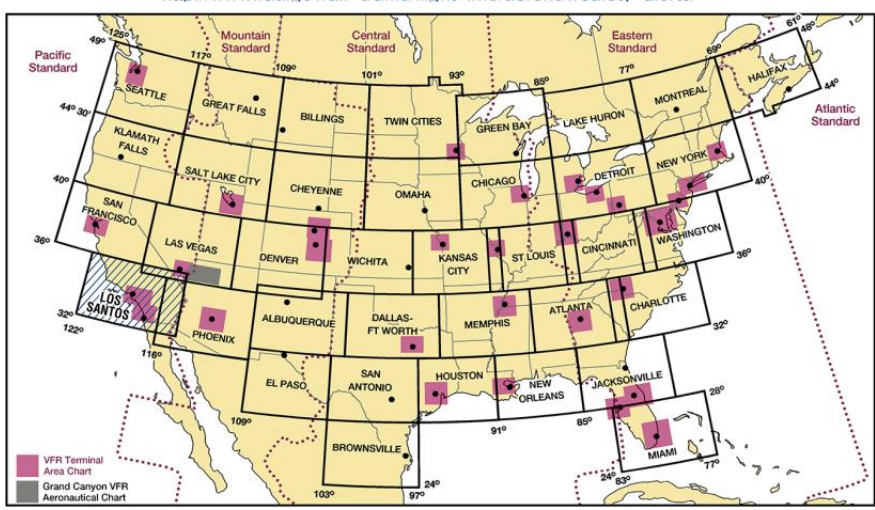 125°
49°
117°
109°
101°
93°
85°
77°
69°
61°
48°
44°
Pacific
Standard
Mountain
Standard
Central
Standard
Eastern
Standard
Atlantic
Standard
SEATTLE
GREAT FALLS
BILLINGS
TWIN CITIES
GREEN BAY
LAKE HURON
MONTREAL
HALIFAX
44° 30'
KLAMATH
FALLS
SALT LAKE CITY
CHEYENNE
OMAHA
CHICAGO
DETROIT
NEW YORK
40°
40°
SAN
FRANCISCO
LAS VEGAS
DENVER
WICHITA
KANSAS
CITY
ST LOUIS
CINCINNATI
WASHINGTON
36°
36°
LOS
SANTOS
PHOENIX
ALBUQUERQUE
DALLAS-
FT WORTH
MEMPHIS
ATLANTA
CHARLOTTE
32°
122°
32°
116°
EL PASO
SAN
ANTONIO
HOUSTON
NEW
ORLEANS
JACKSONVILLE
28°
109°
91°
85°
BROWNSVILLE
MIAMI
103°
97°
24°
24°
83°
77°
VFR Terminal
Area Chart
Grand Canyon VFR
Aeronautical Chart